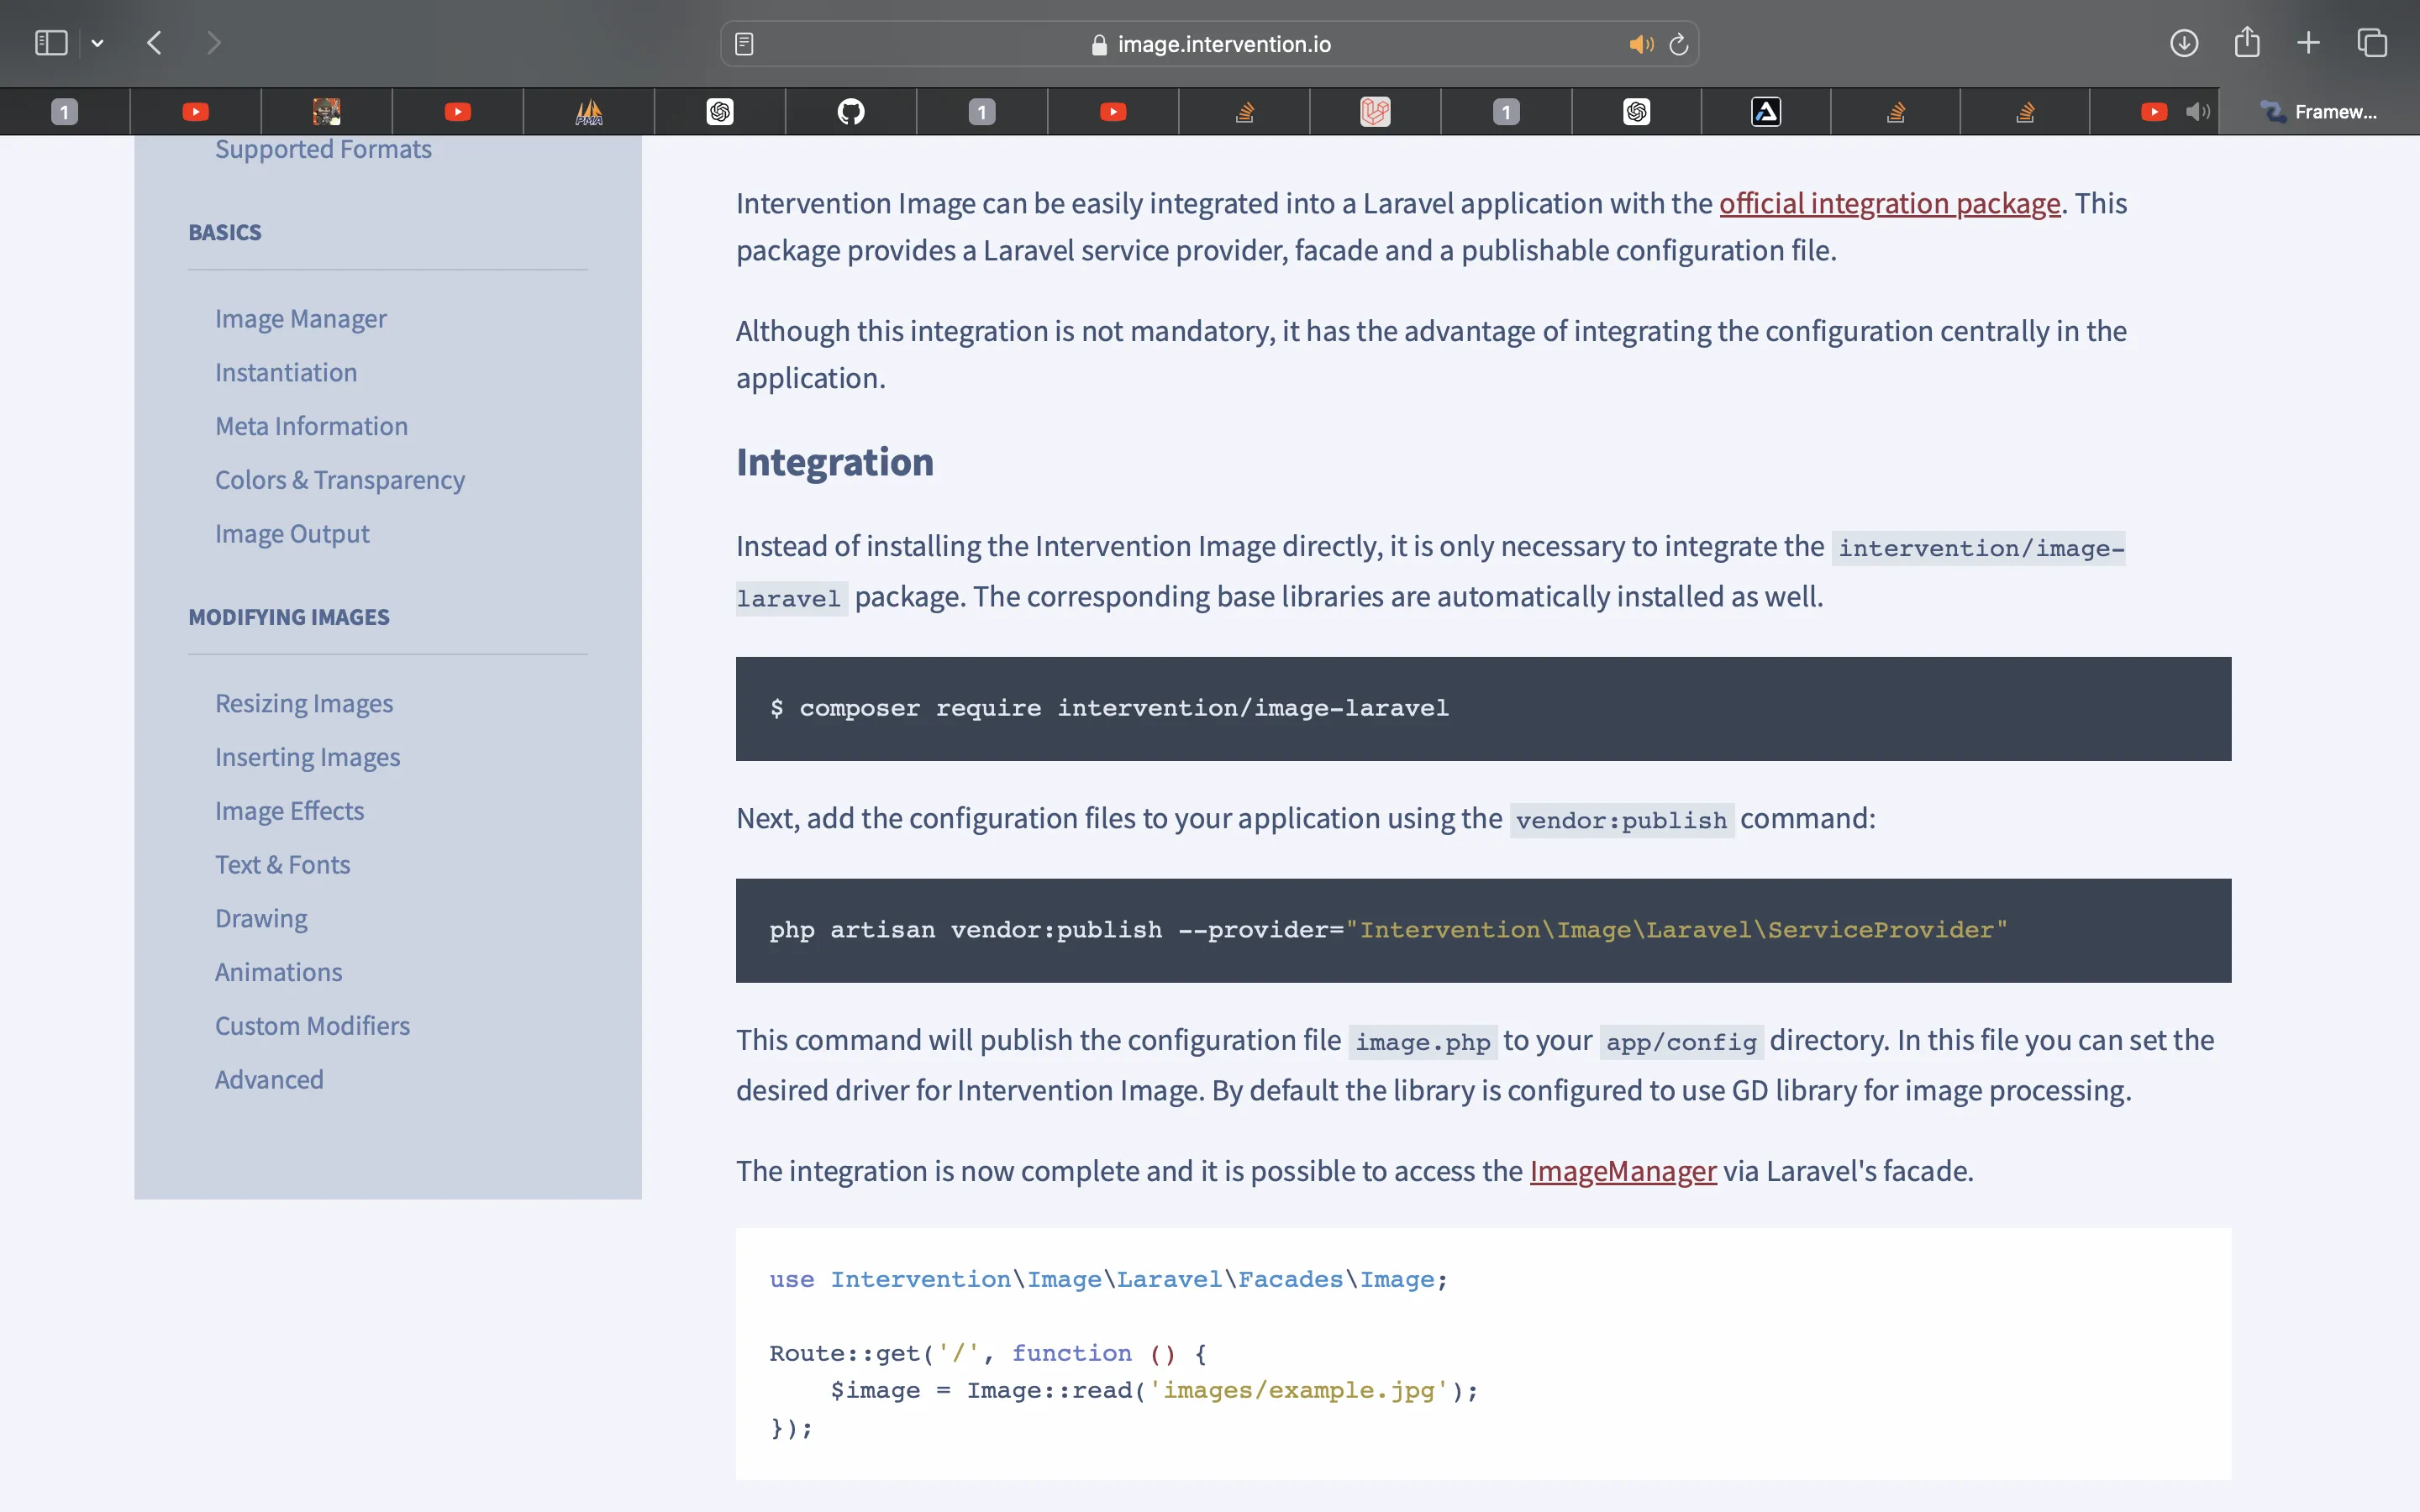 image.intervention.io
1
PMA
1
1
Framew...
Supported Formats
BASICS
Image Manager
Instantiation
Meta Information
Colors & Transparency
Image Output
MODIFYING IMAGES
Resizing Images
Inserting Images
Image Effects
Text & Fonts
Drawing
Animations
Custom Modifiers
Advanced
Intervention Image can be easily integrated into a Laravel application with the official integration package. This
package provides a Laravel service provider, facade and a publishable configuration file.
Although this integration is not mandatory, it has the advantage of integrating the configuration centrally in the
application.
Integration
Instead of installing the Intervention Image directly, it is only necessary to integrate the intervention/image-
laravel package. The corresponding base libraries are automatically installed as well.
$ composer require intervention/image-laravel
Next, add the configuration files to your application using the vendor:publish command:
php artisan vendor:publish --provider="Intervention\Image\Laravel\ServiceProvider"
This command will publish the configuration file image.php to your app/config directory. In this file you can set the
desired driver for Intervention Image. By default the library is configured to use GD library for image processing.
The integration is now complete and it is possible to access the ImageManager via Laravel's facade.
use Intervention\Image\Laravel\Facades\Image;
Route::get('/', function () {
    $image = Image::read('images/example.jpg');
});